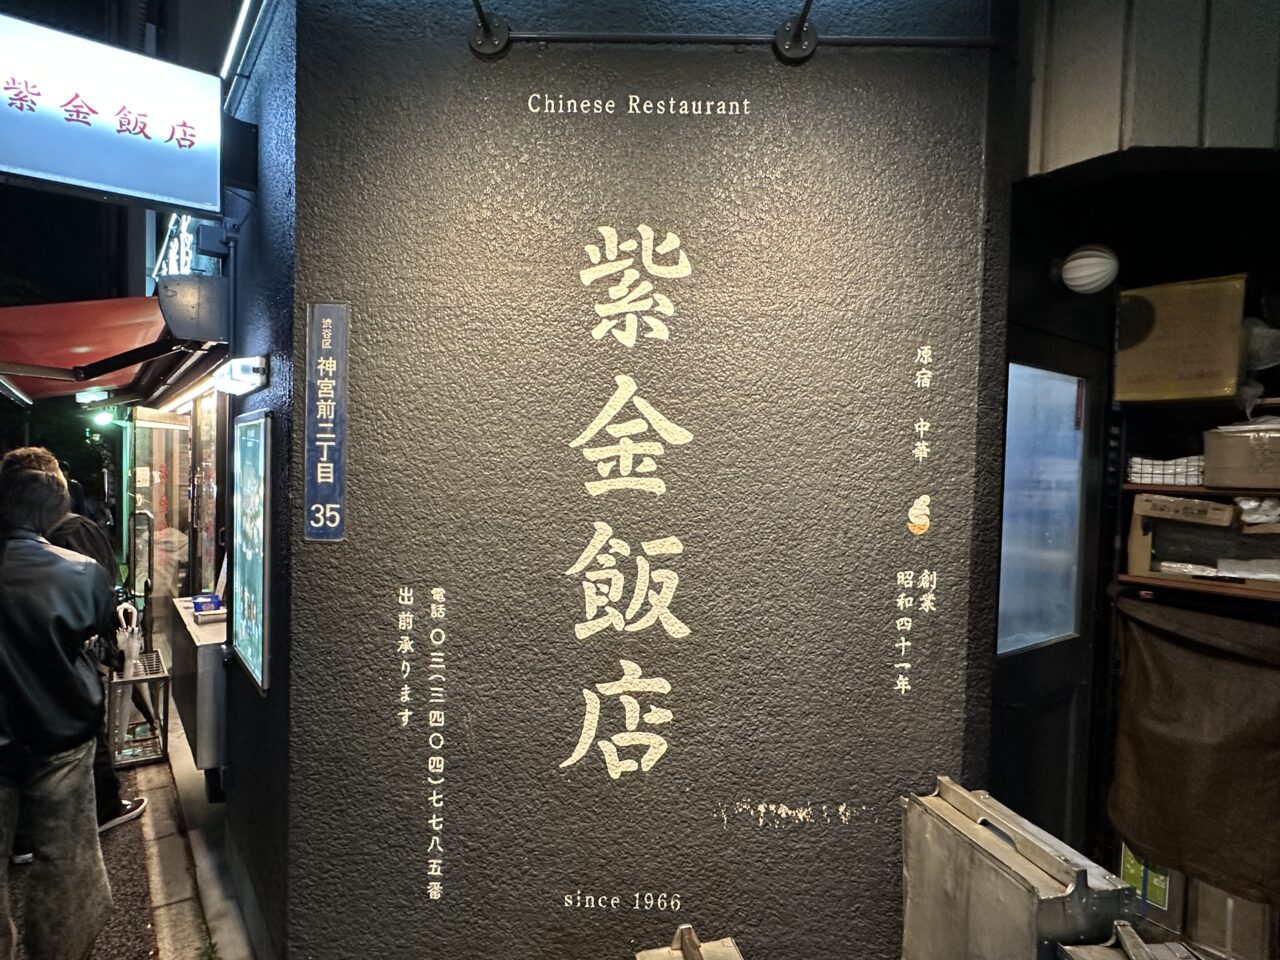 紫金飯店
Chinese Restaurant
紫金飯店
原宿 中華
創業
昭和四十一年
電話 〇三(三四〇四)七七八五番
出前承ります
渋谷区 神宮前二丁目 35
since 1966